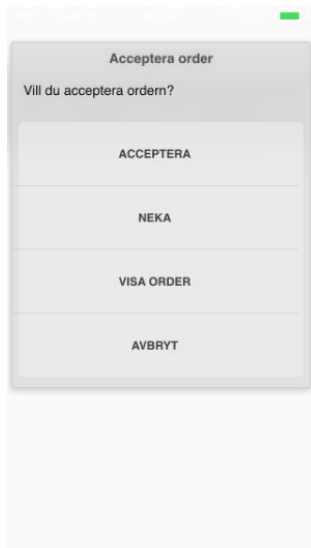 Acceptera order
Vill du acceptera ordern?
ACCEPTERA
NEKA
VISA ORDER
AVBRYT